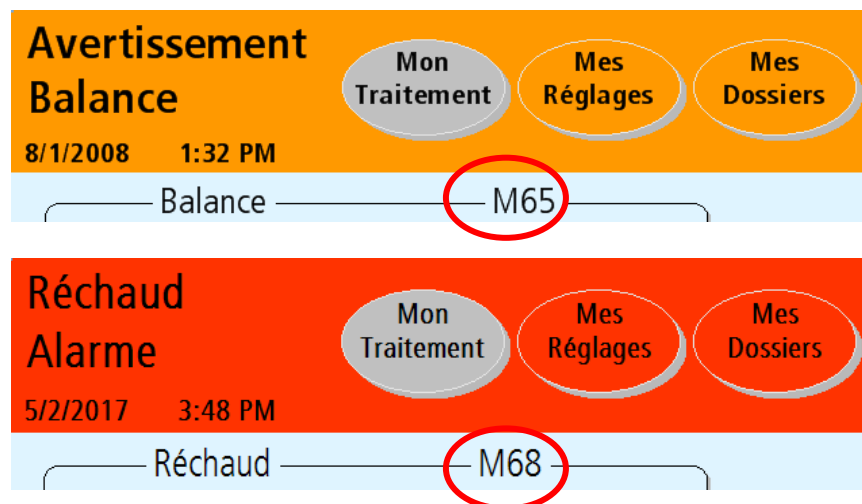 Avertissement
Balance
Mon
Traitement
Mes
Réglages
Mes
Dossiers
8/1/2008 1:32 PM
Balance M65
Réchaud
Alarme
Mon
Traitement
Mes
Réglages
Mes
Dossiers
5/2/2017 3:48 PM
Réchaud M68